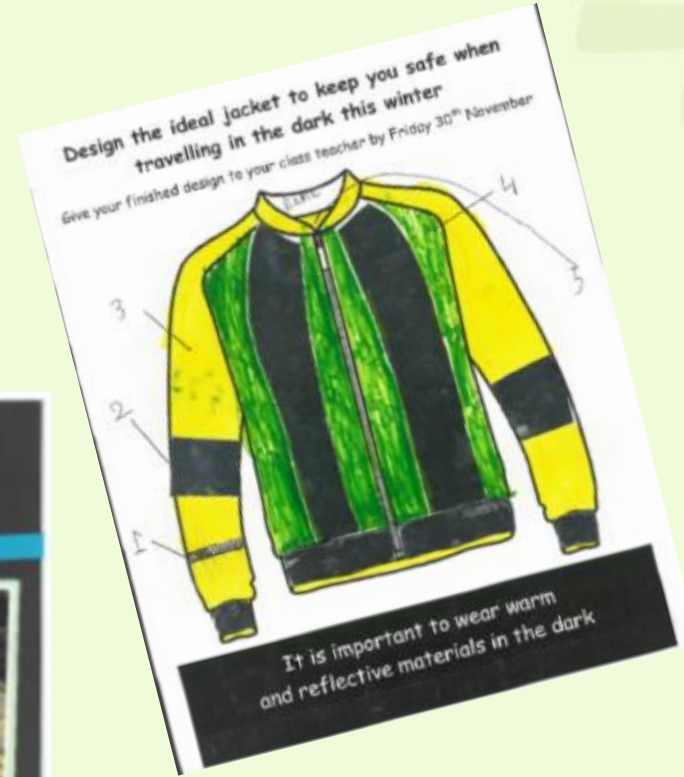 Design the ideal jacket to keep you safe when
travelling in the dark this winter
Give your finished design to your class teacher by Friday 30th November
4
5
3
2
1
It is important to wear warm
and reflective materials in the dark